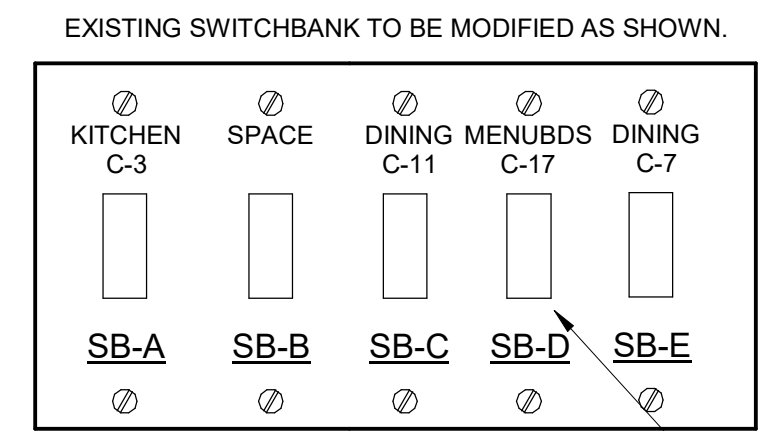 EXISTING SWITCHBANK TO BE MODIFIED AS SHOWN.
KITCHEN SPACE DINING MENUBDS DINING
C-3 C-11 C-17 C-7
SB-A SB-B SB-C SB-D SB-E